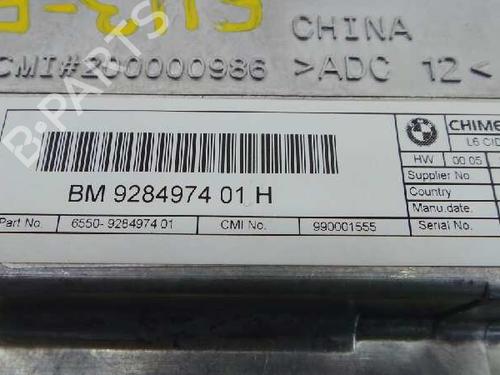 CHINA
CMI#200000986 >ADC 12<
B-PARTS
BMW
CHIME
L6 CID
HW 00.05
Supplier No.
Country
Manu.date
Serial No.
BM 9284974 01 H
Part No. 6550- 9284974 01 CMI No. 990001555